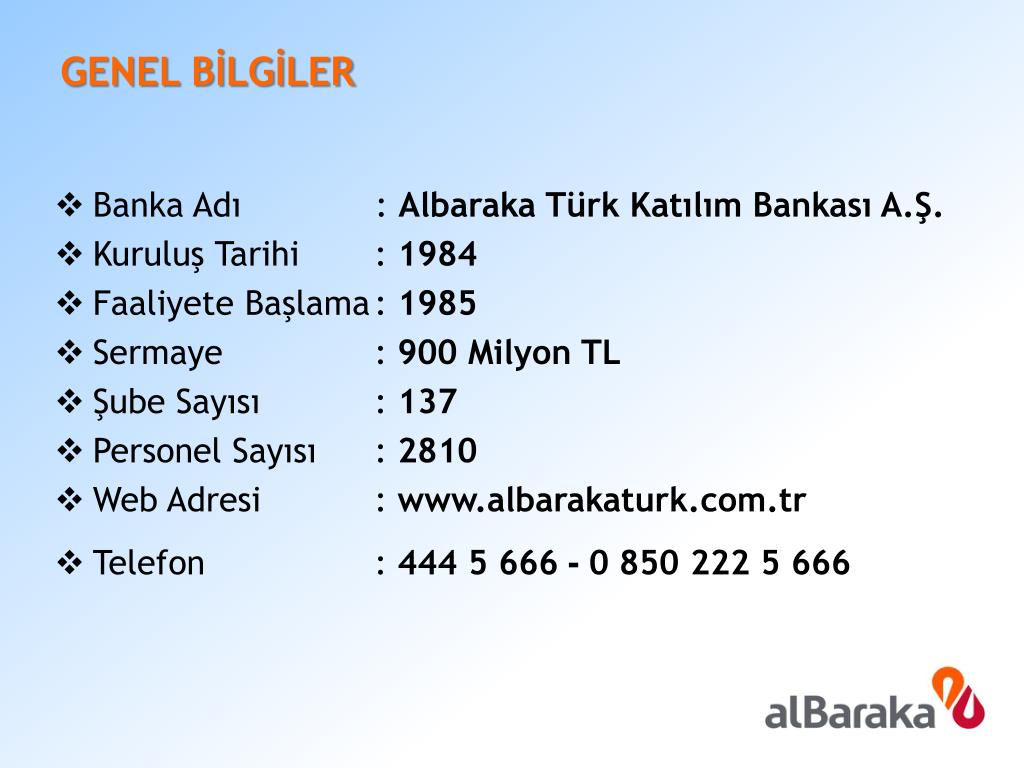 GENEL BİLGİLER
❖ Banka Adı : Albaraka Türk Katılım Bankası A.Ş.
❖ Kuruluş Tarihi : 1984
❖ Faaliyete Başlama : 1985
❖ Sermaye : 900 Milyon TL
❖ Şube Sayısı : 137
❖ Personel Sayısı : 2810
❖ Web Adresi : www.albarakaturk.com.tr
❖ Telefon : 444 5 666 - 0 850 222 5 666
alBaraka